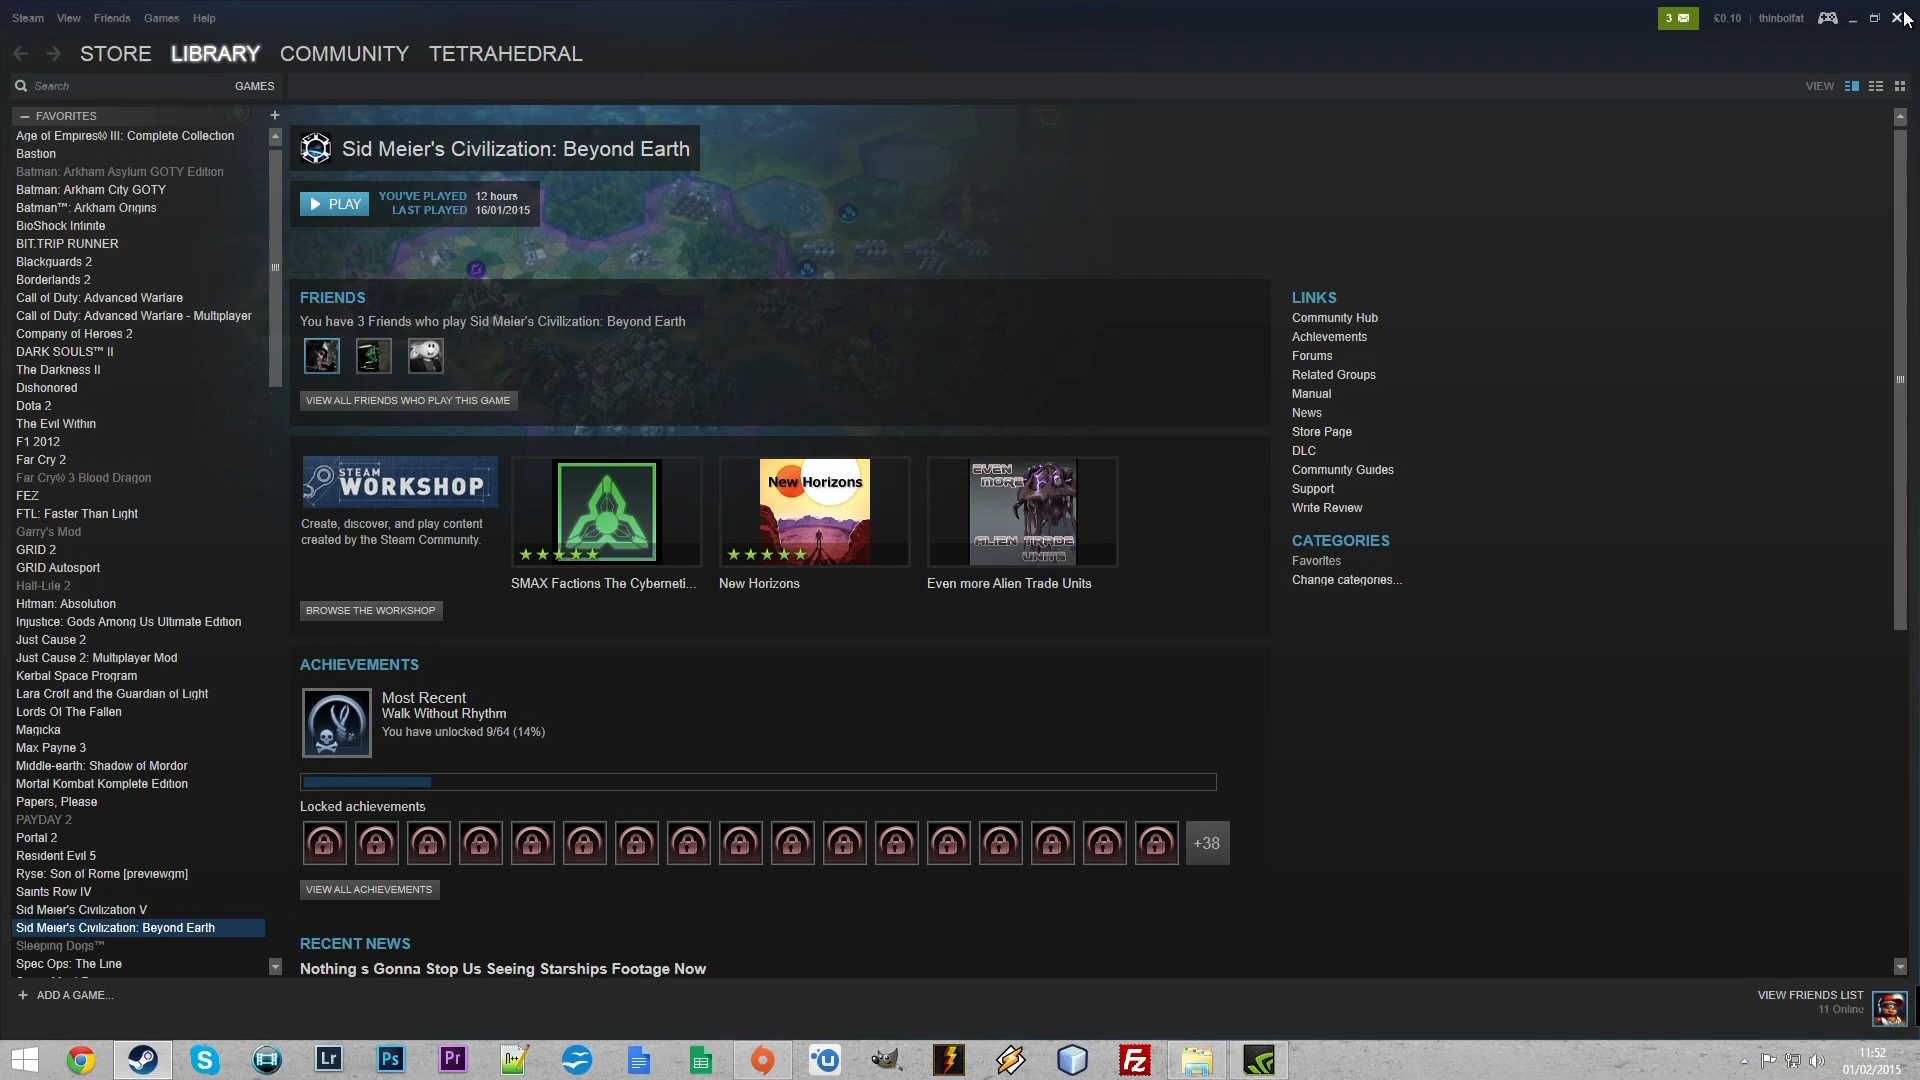 Steam View Friends Games Help
3 £0.10 thinbolfat
STORE LIBRARY COMMUNITY TETRAHEDRAL
Search GAMES VIEW
FAVORITES
Age of Empires® III: Complete Collection
Bastion
Batman: Arkham Asylum GOTY Edition
Batman: Arkham City GOTY
Batman™: Arkham Origins
BioShock Infinite
BIT.TRIP RUNNER
Blackguards 2
Borderlands 2
Call of Duty: Advanced Warfare
Call of Duty: Advanced Warfare - Multiplayer
Company of Heroes 2
DARK SOULS™ II
The Darkness II
Dishonored
Dota 2
The Evil Within
F1 2012
Far Cry 2
Far Cry® 3 Blood Dragon
FEZ
FTL: Faster Than Light
Garry's Mod
GRID 2
GRID Autosport
Half-Life 2
Hitman: Absolution
Injustice: Gods Among Us Ultimate Edition
Just Cause 2
Just Cause 2: Multiplayer Mod
Kerbal Space Program
Lara Croft and the Guardian of Light
Lords Of The Fallen
Magicka
Max Payne 3
Middle-earth: Shadow of Mordor
Mortal Kombat Komplete Edition
Papers, Please
PAYDAY 2
Portal 2
Resident Evil 5
Ryse: Son of Rome [previewgm]
Saints Row IV
Sid Meier's Civilization V
Sid Meier's Civilization: Beyond Earth
Sleeping Dogs™
Spec Ops: The Line
+ ADD A GAME...
Sid Meier's Civilization: Beyond Earth
PLAY
YOU'VE PLAYED 12 hours
LAST PLAYED 16/01/2015
FRIENDS
You have 3 Friends who play Sid Meier's Civilization: Beyond Earth
VIEW ALL FRIENDS WHO PLAY THIS GAME
STEAM
WORKSHOP
Create, discover, and play content
created by the Steam Community.
BROWSE THE WORKSHOP
SMAX Factions The Cyberneti...
New Horizons
New Horizons
EVEN
MORE
ALIEN TRADE
UNITS
Even more Alien Trade Units
ACHIEVEMENTS
Most Recent
Walk Without Rhythm
You have unlocked 9/64 (14%)
Locked achievements
+38
VIEW ALL ACHIEVEMENTS
RECENT NEWS
Nothing s Gonna Stop Us Seeing Starships Footage Now
LINKS
Community Hub
Achievements
Forums
Related Groups
Manual
News
Store Page
DLC
Community Guides
Support
Write Review
CATEGORIES
Favorites
Change categories...
VIEW FRIENDS LIST
11 Online
Lr Ps Pr Fz
11:52
01/02/2015